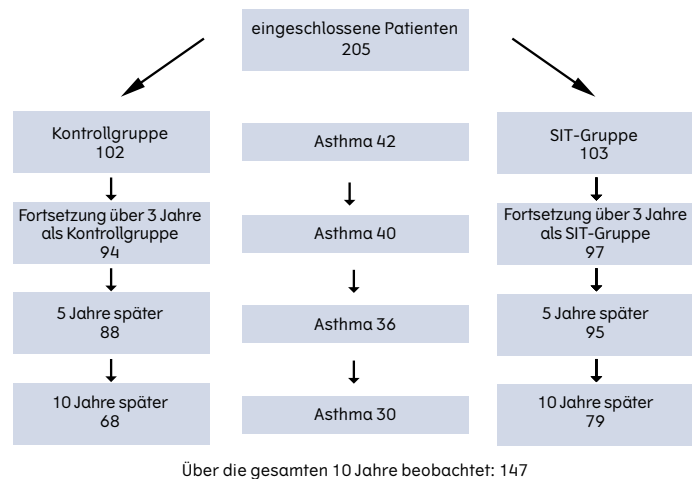 eingeschlossene Patienten
205
Kontrollgruppe
102
Asthma 42
SIT-Gruppe
103
Fortsetzung über 3 Jahre
als Kontrollgruppe
94
Asthma 40
Fortsetzung über 3 Jahre
als SIT-Gruppe
97
5 Jahre später
88
Asthma 36
5 Jahre später
95
10 Jahre später
68
Asthma 30
10 Jahre später
79
Über die gesamten 10 Jahre beobachtet: 147